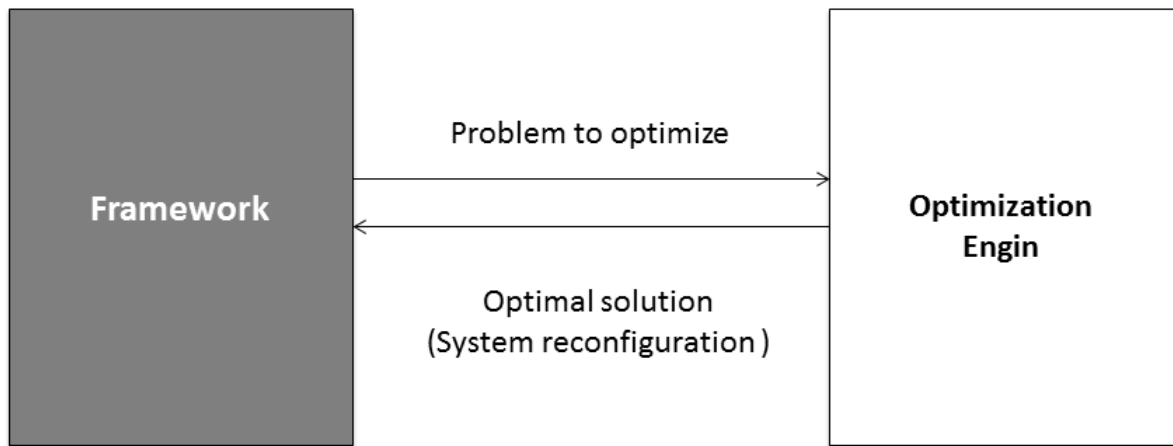 Problem to optimize
Framework
Optimization
Engin
Optimal solution
(System reconfiguration )